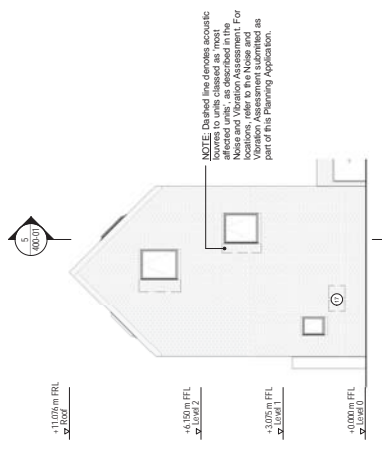 5
400-01
NOTE: Dashed line denotes acoustic
louvres to units classed as 'most
affected units', as described in the
Noise and Vibration Assessment. For
locations, refer to the Noise and
Vibration Assessment submitted as
part of this Planning Application.
+11.076 m FRL
Roof
+6.150 m FFL
Level 2
+3.075 m FFL
Level 1
17
+0.000 m FFL
Level 0